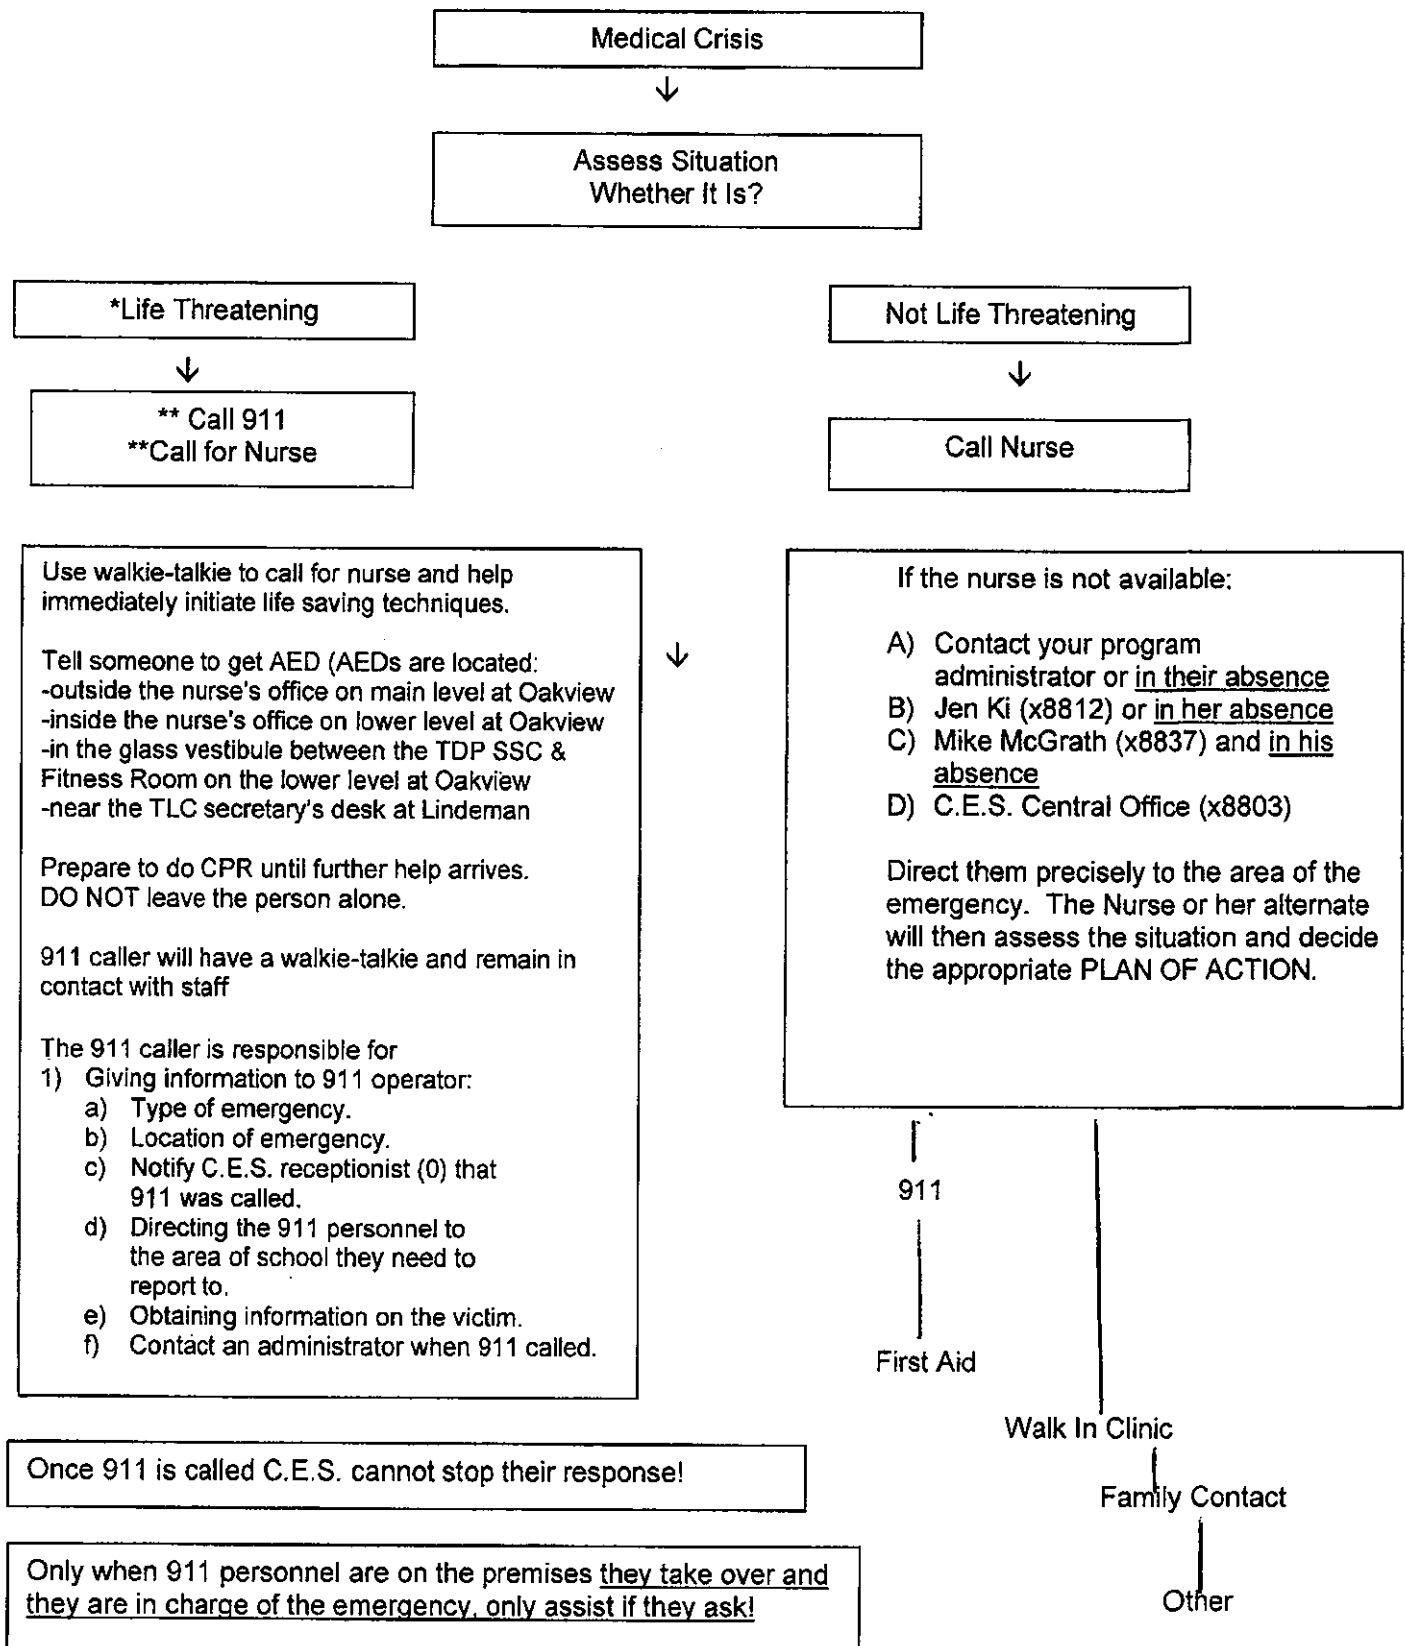 Medical Crisis
↓
Assess Situation
Whether It Is?
*Life Threatening
↓
** Call 911
**Call for Nurse
Use walkie-talkie to call for nurse and help
immediately initiate life saving techniques.
Tell someone to get AED (AEDs are located:
-outside the nurse's office on main level at Oakview
-inside the nurse's office on lower level at Oakview
-in the glass vestibule between the TDP SSC &
Fitness Room on the lower level at Oakview
-near the TLC secretary's desk at Lindeman
Prepare to do CPR until further help arrives.
DO NOT leave the person alone.
911 caller will have a walkie-talkie and remain in
contact with staff
The 911 caller is responsible for
1) Giving information to 911 operator:
a) Type of emergency.
b) Location of emergency.
c) Notify C.E.S. receptionist (0) that
911 was called.
d) Directing the 911 personnel to
the area of school they need to
report to.
e) Obtaining information on the victim.
f) Contact an administrator when 911 called.
↓
Once 911 is called C.E.S. cannot stop their response!
Only when 911 personnel are on the premises they take over and
they are in charge of the emergency, only assist if they ask!
Not Life Threatening
↓
Call Nurse
If the nurse is not available:
A) Contact your program
administrator or in their absence
B) Jen Ki (x8812) or in her absence
C) Mike McGrath (x8837) and in his
absence
D) C.E.S. Central Office (x8803)
Direct them precisely to the area of the
emergency. The Nurse or her alternate
will then assess the situation and decide
the appropriate PLAN OF ACTION.
911
First Aid
Walk In Clinic
Family Contact
Other